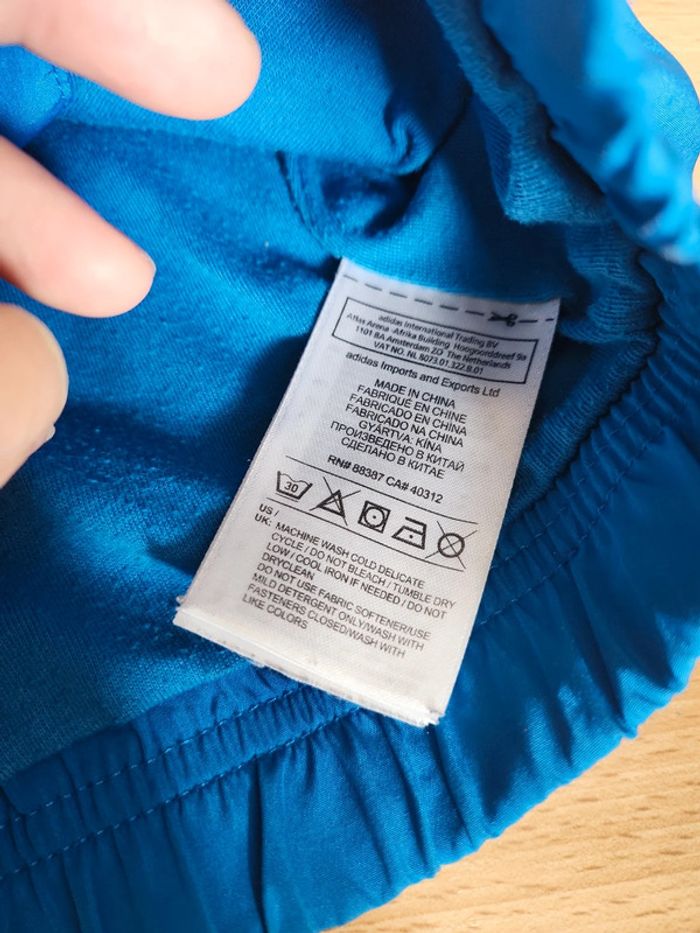 adidas International Trading BV
Atlas Arena -Afrika Building Hoogoorddreef 9a
1101 BA Amsterdam ZO The Netherlands
VAT NO. NL 8073.01.322.B.01
adidas Imports and Exports Ltd
MADE IN CHINA
FABRIQUÉ EN CHINE
FABRICADO EN CHINA
FABRICADO NA CHINA
GYÁRTVA: KÍNA
ПРОИЗВЕДЕНО В КИТАЙ
СДЕЛАНО В КИТАЕ
RN# 88387 CA# 40312
30
US /
UK: MACHINE WASH COLD DELICATE
CYCLE / DO NOT BLEACH / TUMBLE DRY
LOW / COOL IRON IF NEEDED / DO NOT
DRYCLEAN
DO NOT USE FABRIC SOFTENER/USE
MILD DETERGENT ONLY/WASH WITH
FASTENERS CLOSED/WASH WITH
LIKE COLORS